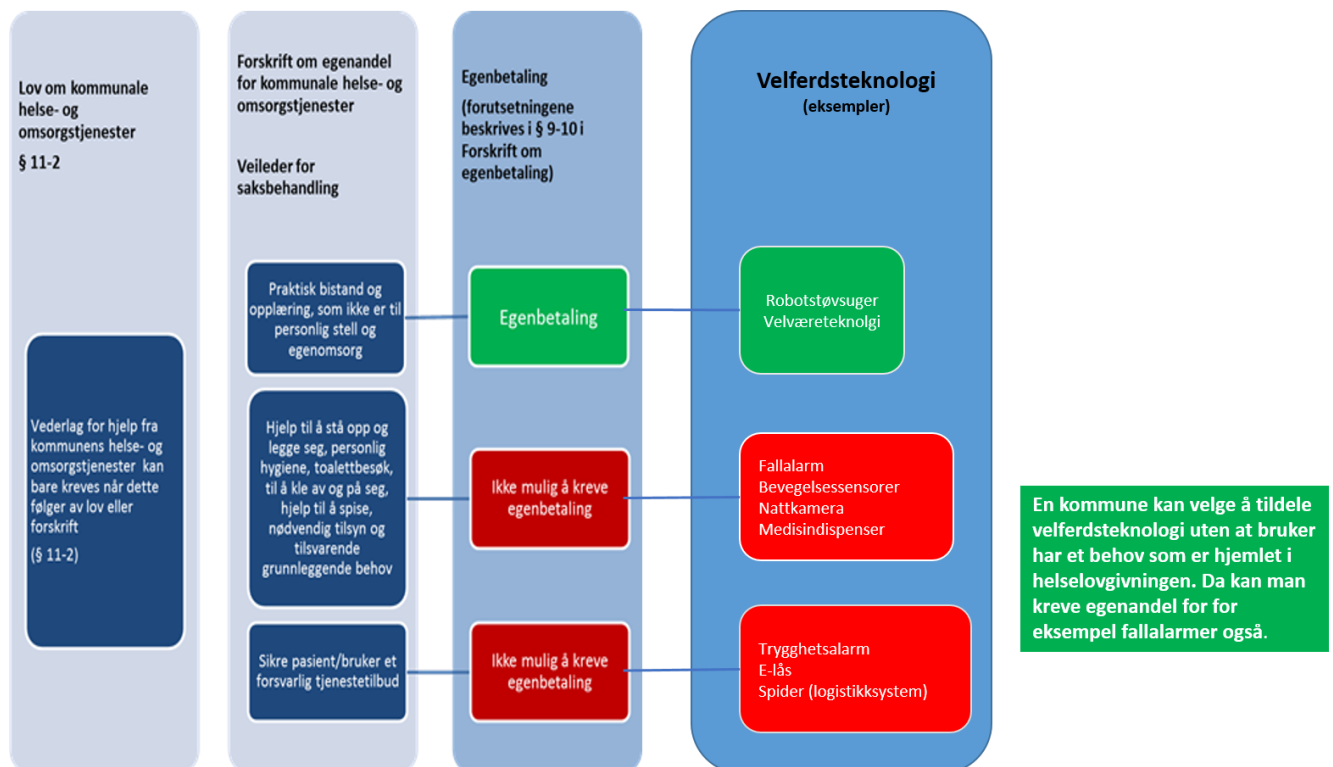 Lov om kommunale
helse- og
omsorgstjenester
§ 11-2
Vederlag for hjelp fra
kommunens helse- og
omsorgstjenester kan
bare kreves når dette
følger av lov eller
forskrift
(§ 11-2)
Forskrift om egenandel
for kommunale helse- og
omsorgstjenester
Veileder for
saksbehandling
Praktisk bistand og
opplæring, som ikke er til
personlig stell og
egenomsorg
Hjelp til å stå opp og
legge seg, personlig
hygiene, toalettbesøk,
til å kle av og på seg,
hjelp til å spise,
nødvendig tilsyn og
tilsvarende
grunnleggende behov
Sikre pasient/bruker et
forsvarlig tjenestetilbud
Egenbetaling
(forutsetningene
beskrives i § 9-10 i
Forskrift om
egenbetaling)
Egenbetaling
Ikke mulig å kreve
egenbetaling
Ikke mulig å kreve
egenbetaling
Velferdsteknologi
(eksempler)
Robotstøvsuger
Velværeteknolgi
Fallalarm
Bevegelsessensorer
Nattkamera
Medisindispenser
Trygghetsalarm
E-lås
Spider (logistikksystem)
En kommune kan velge å tildele
velferdsteknologi uten at bruker
har et behov som er hjemlet i
helselovgivningen. Da kan man
kreve egenandel for for
eksempel fallalarmer også.